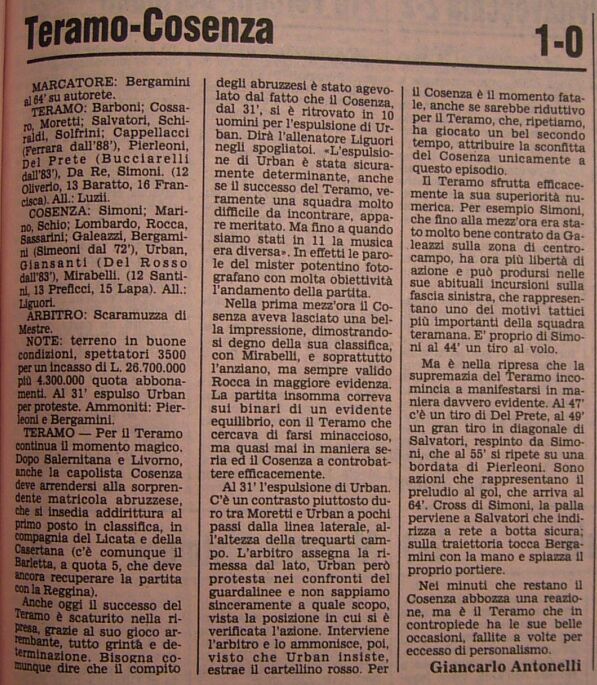 Teramo-Cosenza
1-0
MARCATORE: Bergamini
al 64' su autorete.
TERAMO: Barboni; Cossa-
ro, Moretti; Salvatori, Schi-
raldi, Solfrini; Cappellacci
(Ferrara dall'88'), Pierleoni,
Del Prete (Bucciarelli
dall'83'), Da Re, Simoni. (12
Oliverio, 13 Baratto, 16 Fran-
cisca). All.: Luzii.
COSENZA: Simoni; Mari-
no, Schio; Lombardo, Rocca,
Sassarini; Galeazzi, Bergami-
ni (Simeoni dal 72'), Urban,
Giansanti (Del Rosso
dall'83'), Mirabelli. (12 Santi-
ni, 13 Preficci, 15 Lapa). All.:
Liguori.
ARBITRO: Scaramuzza di
Mestre.
NOTE: terreno in buone
condizioni, spettatori 3500
per un incasso di L. 26.700.000
più 4.300.000 quota abbona-
menti. Al 31' espulso Urban
per proteste. Ammoniti: Pier-
leoni e Bergamini.
TERAMO — Per il Teramo
continua il momento magico.
Dopo Salernitana e Livorno,
anche la capolista Cosenza
deve arrendersi alla sorpren-
dente matricola abruzzese,
che si insedia addirittura al
primo posto in classifica, in
compagnia del Licata e della
Casertana (c'è comunque il
Barletta, a quota 5, che deve
ancora recuperare la partita
con la Reggina).
Anche oggi il successo del
Teramo è scaturito nella ri-
presa, grazie al suo gioco ar-
rembante, tutto grinta e de-
terminazione. Bisogna co-
munque dire che il compito
degli abruzzesi è stato agevo-
lato dal fatto che il Cosenza,
dal 31', si è ritrovato in 10
uomini per l'espulsione di Ur-
ban. Dirà l'allenatore Liguori
negli spogliatoi. «L'espulsio-
ne di Urban è stata sicura-
mente determinante, anche
se il successo del Teramo,
veramente una squadra molto
difficile da incontrare, appa-
re meritato. Ma fino a quando
siamo stati in 11 la musica
era diversa». In effetti le paro-
le del mister potentino foto-
grafano con molta obiettività
l'andamento della partita.
Nella prima mezz'ora il Co-
senza aveva lasciato una bel-
la impressione, dimostrando-
si degno della sua classifica,
con Mirabelli, e soprattutto
l'anziano, ma sempre valido
Rocca in maggiore evidenza.
La partita insomma correva
sui binari di un evidente
equilibrio, con il Teramo che
cercava di farsi minaccioso,
ma quasi mai in maniera se-
ria ed il Cosenza a controbat-
tere efficacemente.
Al 31' l'espulsione di Urban.
C'è un contrasto piuttosto du-
ro tra Moretti e Urban a pochi
passi dalla linea laterale, al-
l'altezza della trequarti cam-
po. L'arbitro assegna la ri-
messa dal lato, Urban però
protesta nei confronti del
guardalinee e non sappiamo
sinceramente a quale scopo,
vista la posizione in cui si è
verificata l'azione. Interviene
l'arbitro e lo ammonisce, poi,
visto che Urban insiste,
estrae il cartellino rosso. Per
il Cosenza è il momento fata-
le, anche se sarebbe riduttivo
per il Teramo, che, ripetiamo,
ha giocato un bel secondo
tempo, attribuire la sconfitta
del Cosenza unicamente a
questo episodio.
Il Teramo sfrutta efficace-
mente la sua superiorità nu-
merica. Per esempio Simoni,
che fino alla mezz'ora era sta-
to molto bene contrato da Ga-
leazzi sulla zona di centro-
campo, ha ora più libertà di
azione e può prodursi nelle
sue abituali incursioni sulla
fascia sinistra, che rappresen-
tano uno dei motivi tattici
più importanti della squadra
teramana. E' proprio di Simo-
ni al 44' un tiro al volo.
Ma è nella ripresa che la
supremazia del Teramo inco-
mincia a manifestarsi in ma-
niera davvero evidente. Al 47'
c'è un tiro di Del Prete, al 49'
un gran tiro in diagonale di
Salvatori, respinto da Simo-
ni, che al 55' si ripete su una
bordata di Pierleoni. Sono
azioni che rappresentano il
preludio al gol, che arriva al
64'. Cross di Simoni, la palla
perviene a Salvatori che indi-
rizza a rete a botta sicura;
sulla traiettoria tocca Berga-
mini con la mano e spiazza il
proprio portiere.
Nei minuti che restano il
Cosenza abbozza una reazio-
ne, ma è il Teramo che in
contropiede ha le sue belle
occasioni, fallite a volte per
eccesso di personalismo.
Giancarlo Antonelli